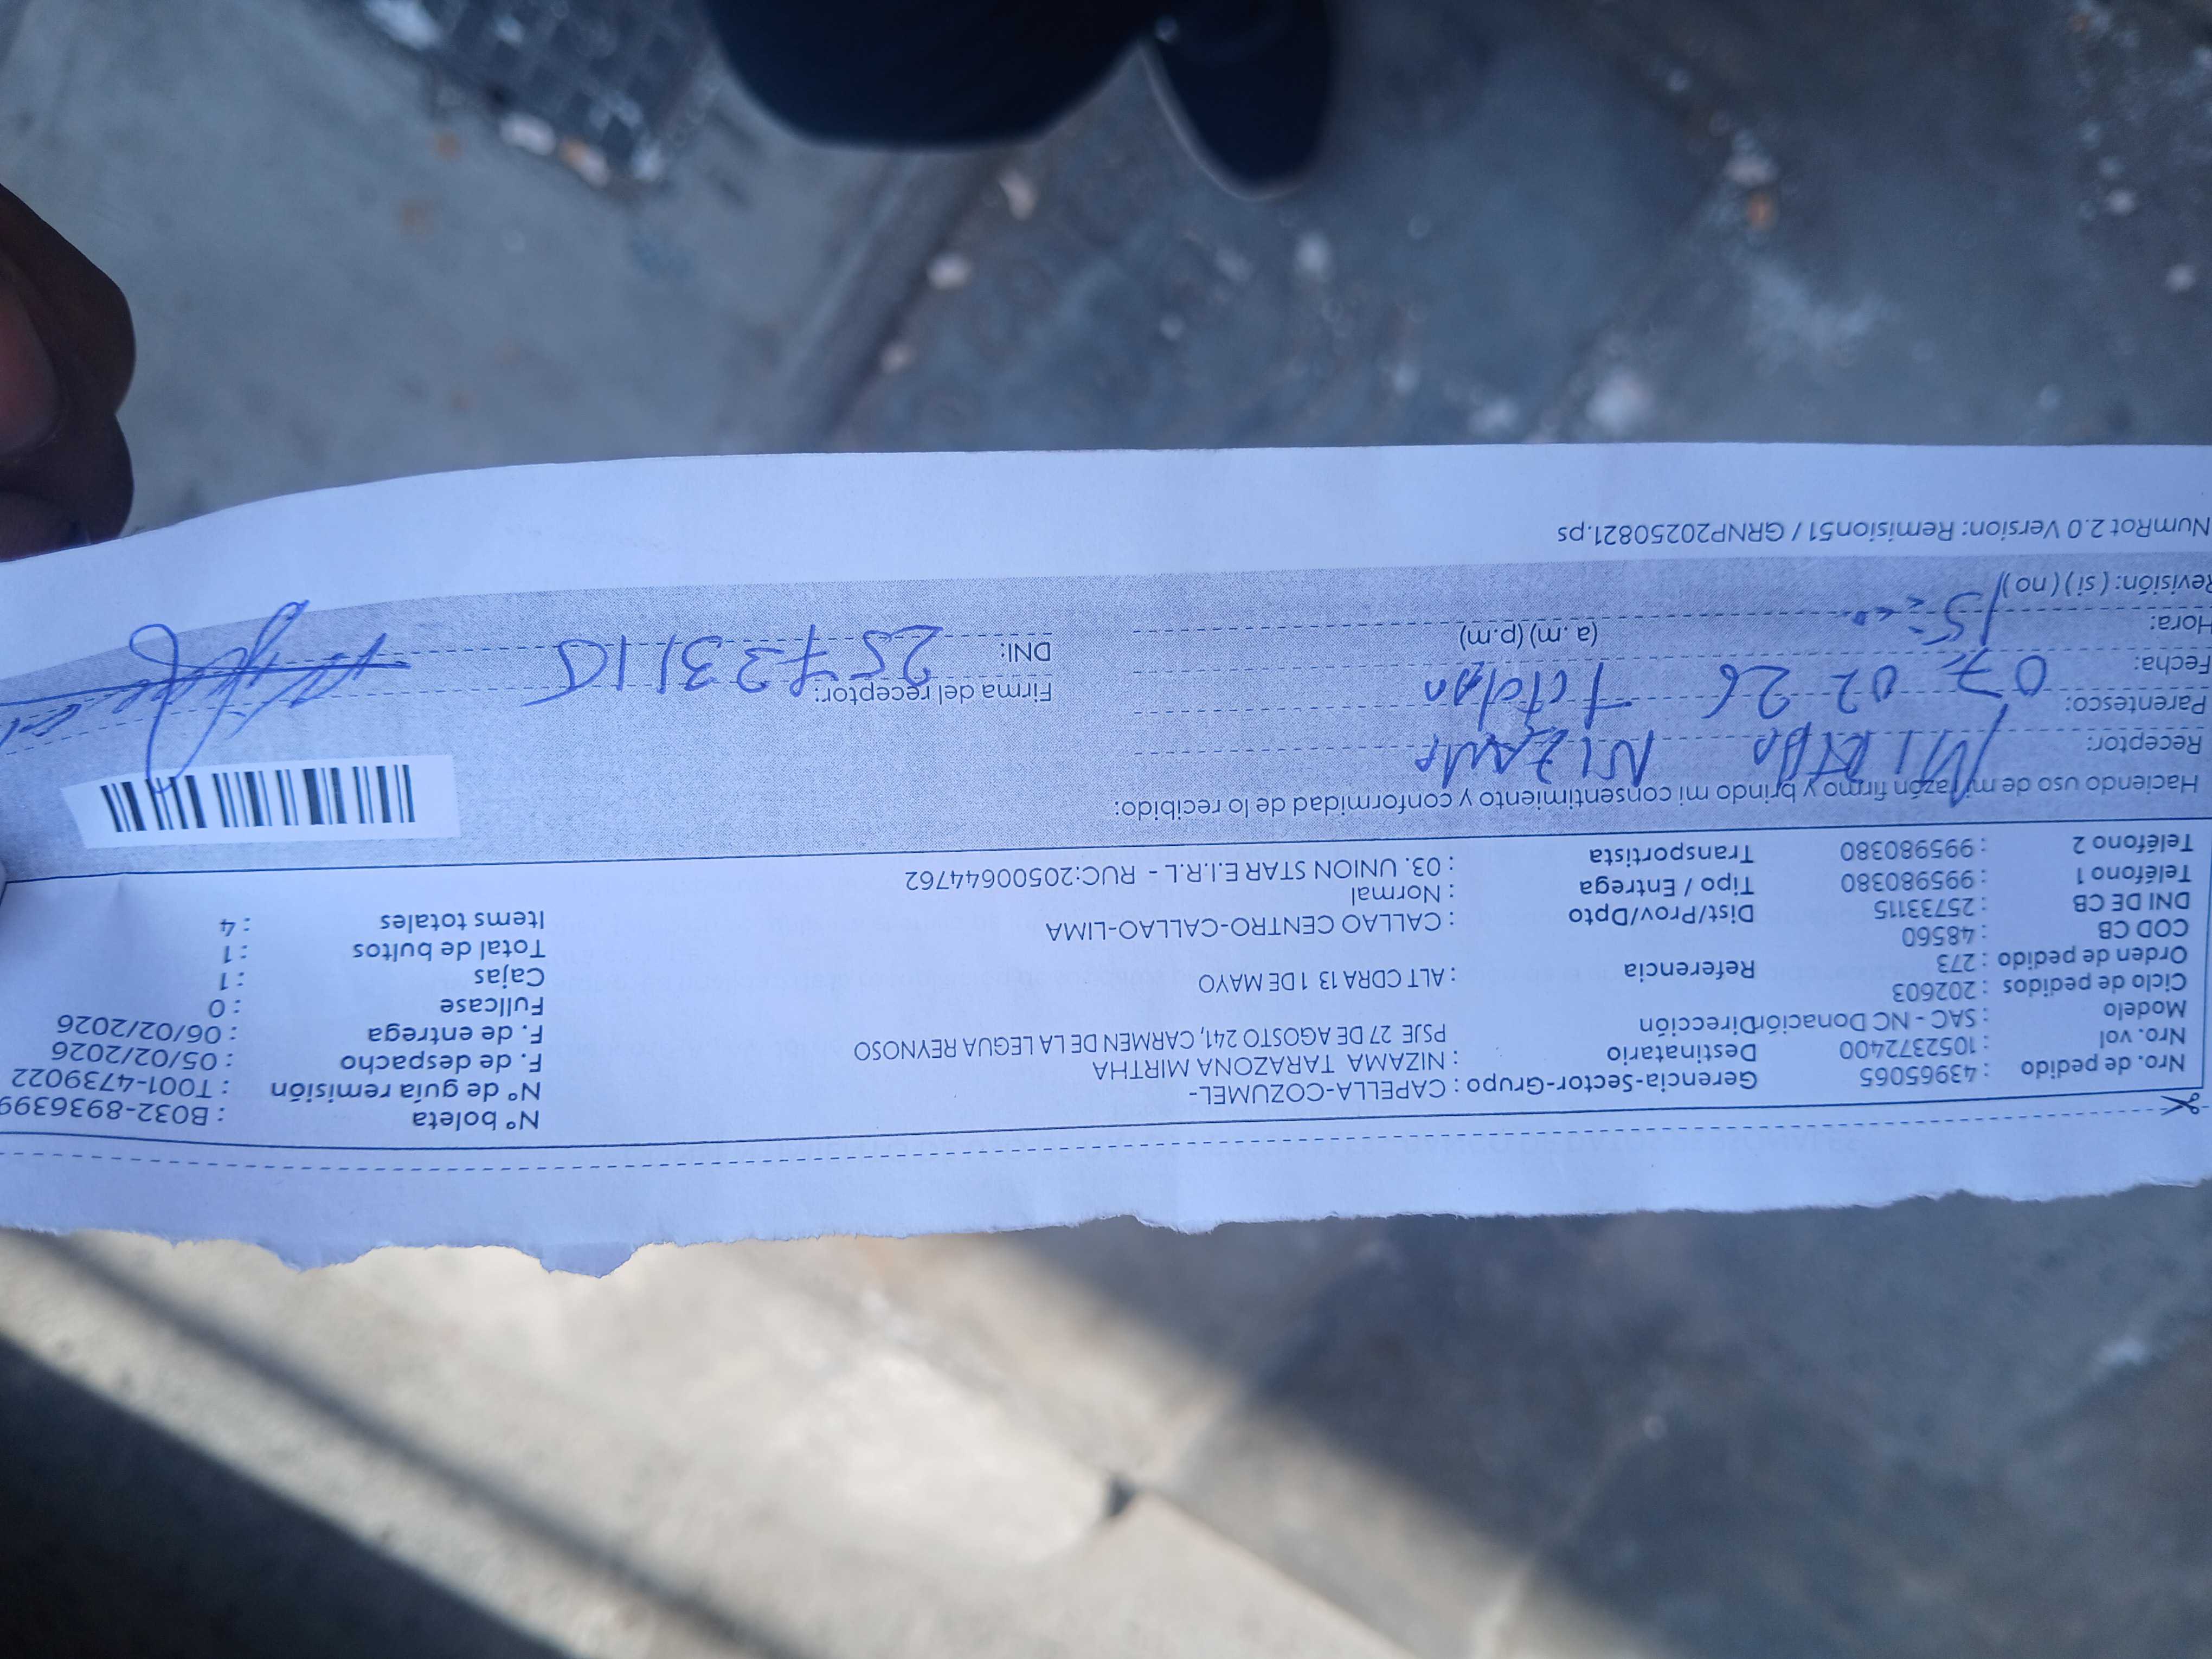 Nro. de pedido : 43965065
Nro. vol : 1052372400
Modelo : SAC - NC Donación
Ciclo de pedidos : 202603
Orden de pedido : 273
COD CB : 48560
DNI DE CB : 25733115
Teléfono 1 : 995980380
Teléfono 2 : 995980380
Gerencia-Sector-Grupo : CAPELLA-COZUMEL-
Destinatario : NIZAMA TARAZONA MIRTHA
Dirección PSJE 27 DE AGOSTO 241, CARMEN DE LA LEGUA REYNOSO
Referencia : ALT CDRA 13 1 DE MAYO
Dist/Prov/Dpto : CALLAO CENTRO-CALLAO-LIMA
Tipo / Entrega : Normal
Transportista : 03. UNION STAR E.I.R.L - RUC:20500644762
N° boleta : B032-8936399
N° de guía remisión : T001-4739022
F. de despacho : 05/02/2026
F. de entrega : 06/02/2026
Fullcase : 0
Cajas : 1
Total de bultos : 1
Items totales : 4
Haciendo uso de mi razón firmo y brindo mi consentimiento y conformidad de lo recibido:
Receptor:
Parentesco:
Fecha: 07 02 26
Hora: 15: (a. m) (p.m)
Revisión: ( si ) ( no )
Firma del receptor:
DNI: 25733115
NumRot 2.0 Version: Remision51 / GRNP20250821.ps